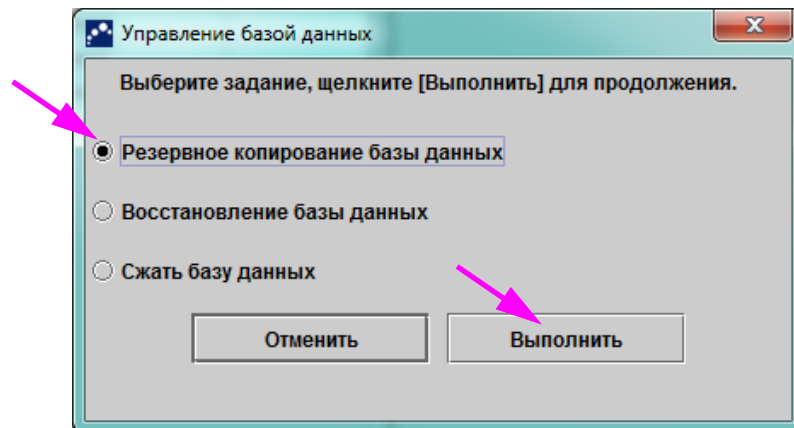 Управление базой данных
Выберите задание, щелкните [Выполнить] для продолжения.
Резервное копирование базы данных
Восстановление базы данных
Сжать базу данных
Отменить Выполнить